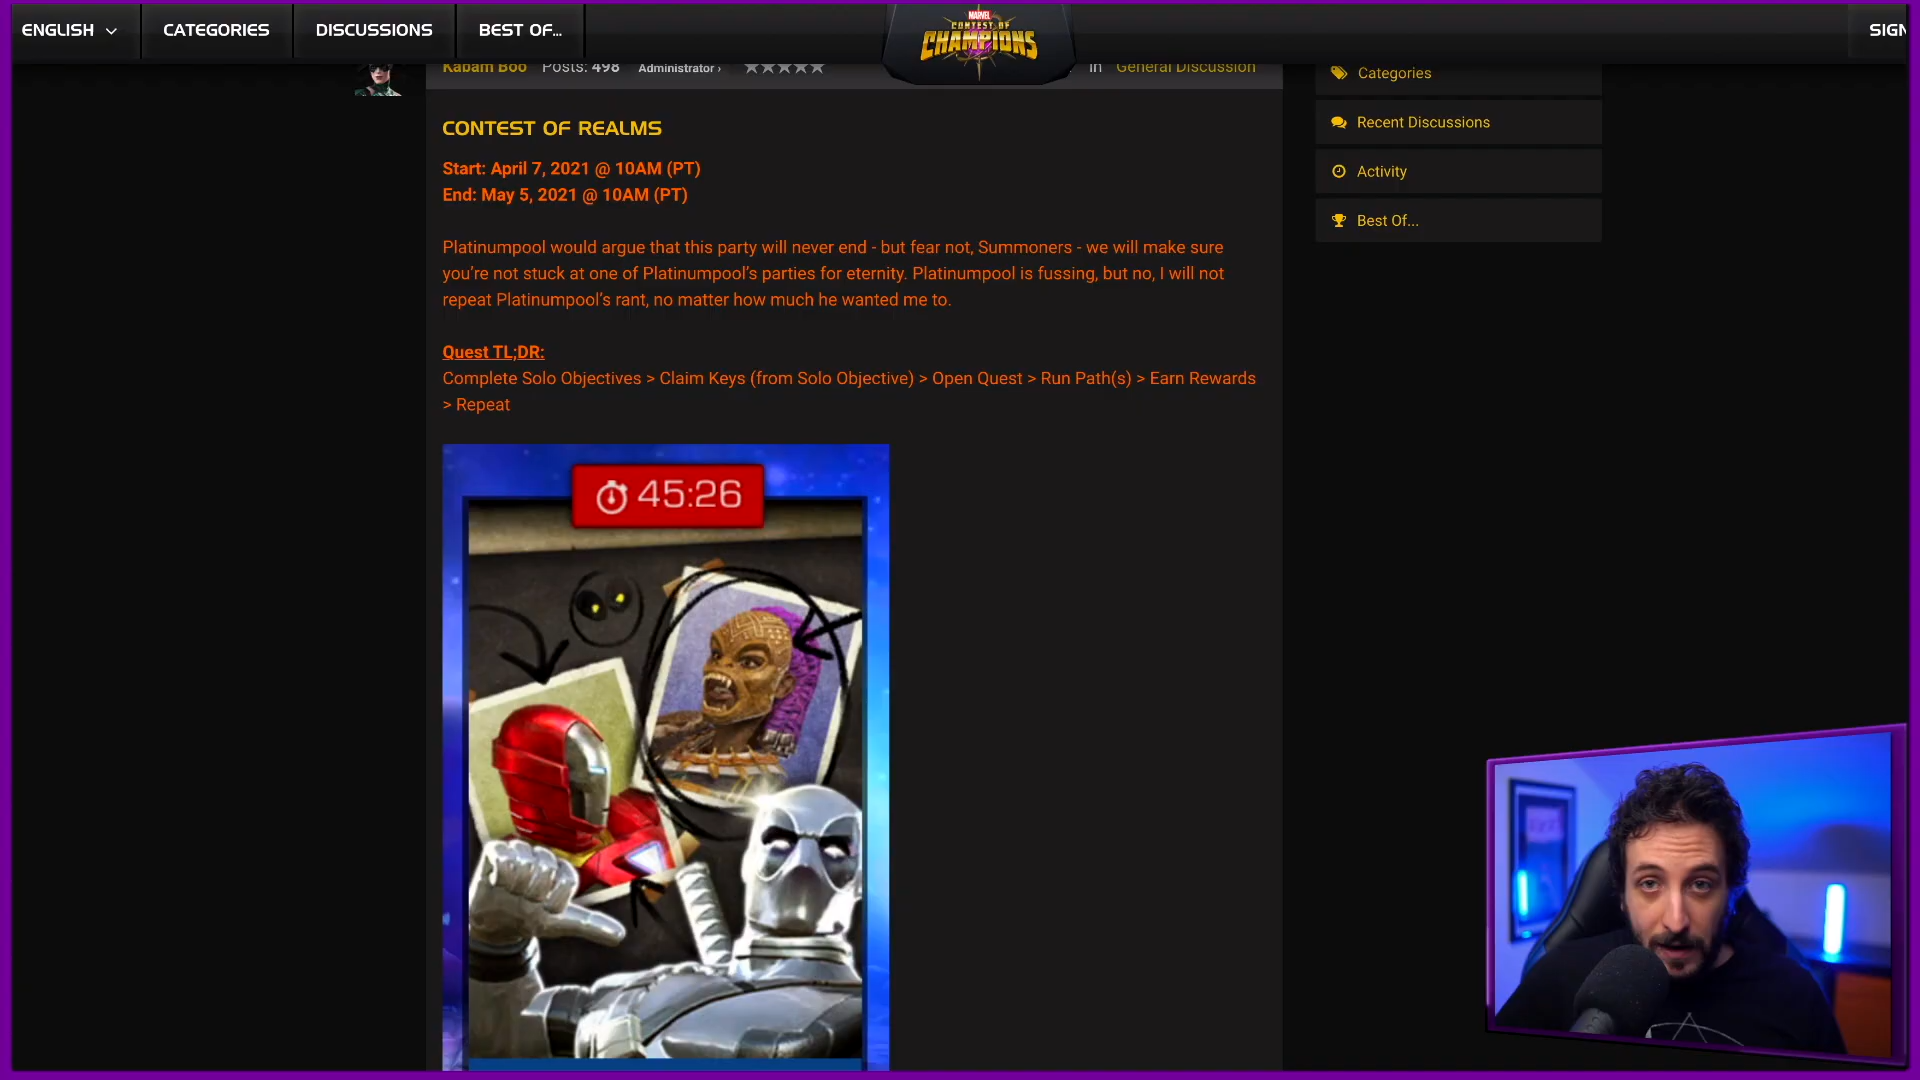 ENGLISH
CATEGORIES
DISCUSSIONS
BEST OF...
MARVEL
CONTEST OF
CHAMPIONS
SIGN
Kabam Boo Posts: 498 Administrator › in General Discussion
CONTEST OF REALMS
Start: April 7, 2021 @ 10AM (PT)
End: May 5, 2021 @ 10AM (PT)
Platinumpool would argue that this party will never end - but fear not, Summoners - we will make sure
you’re not stuck at one of Platinumpool’s parties for eternity. Platinumpool is fussing, but no, I will not
repeat Platinumpool’s rant, no matter how much he wanted me to.
Quest TL;DR:
Complete Solo Objectives > Claim Keys (from Solo Objective) > Open Quest > Run Path(s) > Earn Rewards
> Repeat
45:26
Categories
Recent Discussions
Activity
Best Of...